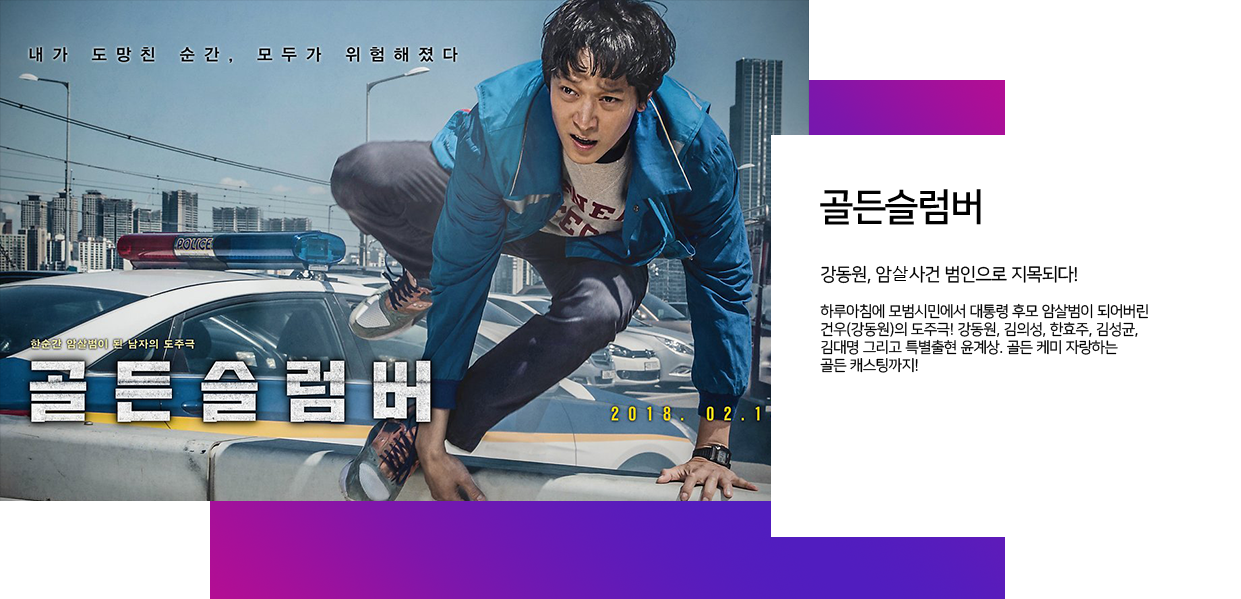 내가 도망친 순간, 모두가 위험해졌다
POLICE
한순간 암살범이 된 남자의 도주극
골든슬럼버
2018. 02.1
골든슬럼버
강동원, 암살사건 범인으로 지목되다!
하루아침에 모범시민에서 대통령 후모 암살범이 되어버린
건우(강동원)의 도주극! 강동원, 김의성, 한효주, 김성균,
김대명 그리고 특별출현 윤계상. 골든 케미 자랑하는
골든 캐스팅까지!